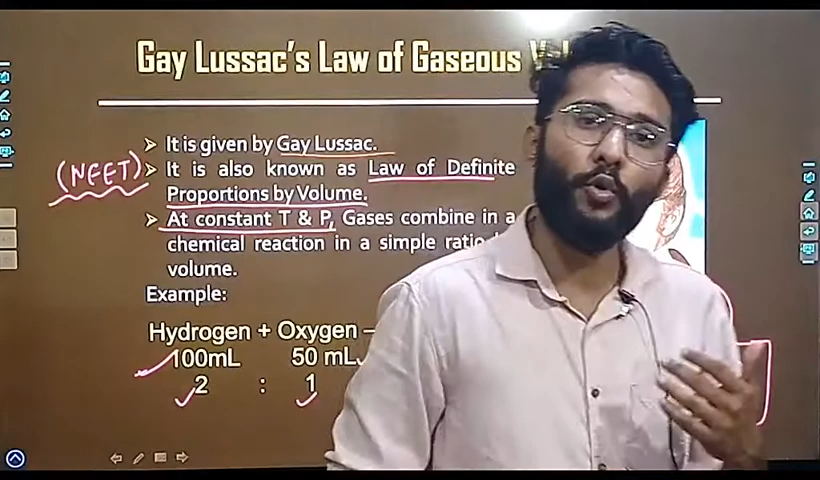 Gay Lussac's Law of Gaseous
It is given by Gay Lussac.
(NEET)
It is also known as Law of Definite
Proportions by Volume.
At constant T & P, Gases combine in a
chemical reaction in a simple ratio
volume.
Example:
Hydrogen + Oxygen –
100mL 50 mL
2 : 1